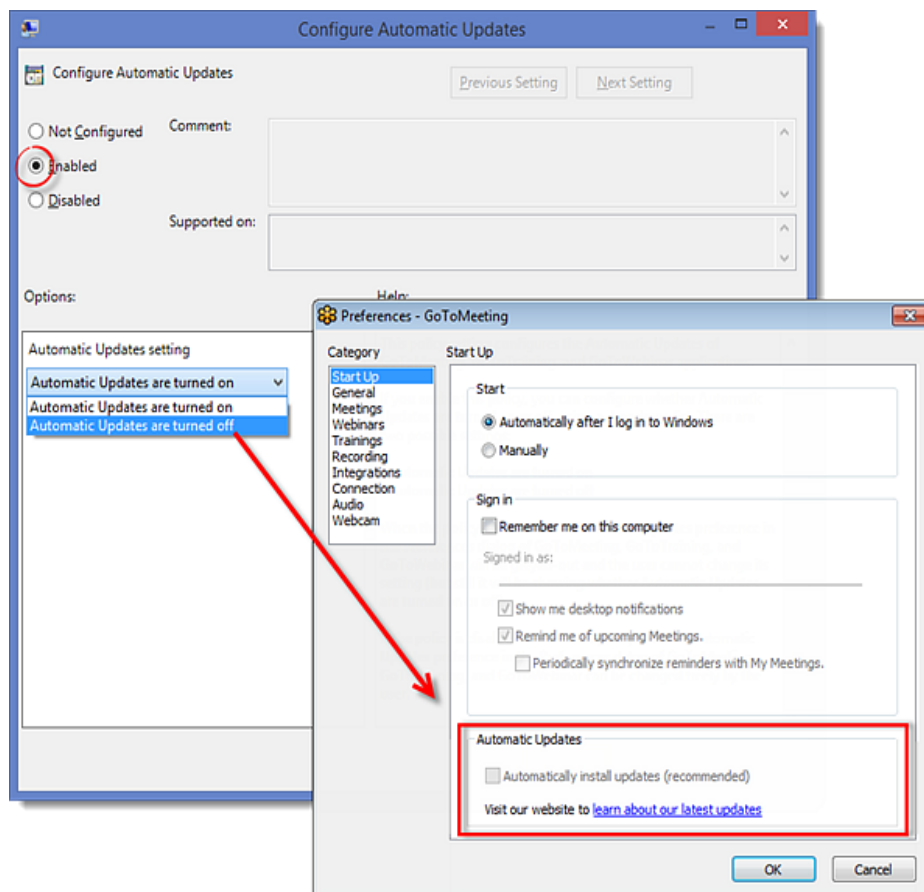 Configure Automatic Updates
Configure Automatic Updates
Previous Setting
Next Setting
Not Configured
Comment:
Enabled
Disabled
Supported on:
Options:
Help:
Automatic Updates setting
Automatic Updates are turned on
Automatic Updates are turned on
Automatic Updates are turned off
Preferences - GoToMeeting
Category
Start Up
General
Meetings
Webinars
Trainings
Recording
Integrations
Connection
Audio
Webcam
Start Up
Start
Automatically after I log in to Windows
Manually
Sign in
Remember me on this computer
Signed in as:
Show me desktop notifications
Remind me of upcoming Meetings.
Periodically synchronize reminders with My Meetings.
Automatic Updates
Automatically install updates (recommended)
Visit our website to learn about our latest updates
OK
Cancel